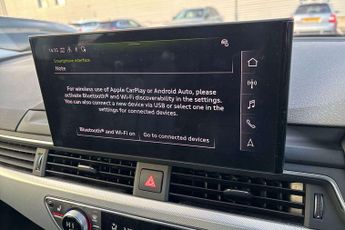 14:35
Smartphone interface
Note
For wireless use of Apple CarPlay or Android Auto, please
activate Bluetooth® and Wi-Fi discoverability in the settings.
You can also connect a new device via USB or select one in the
settings for connected devices.
Bluetooth® and Wi-Fi on Go to connected devices